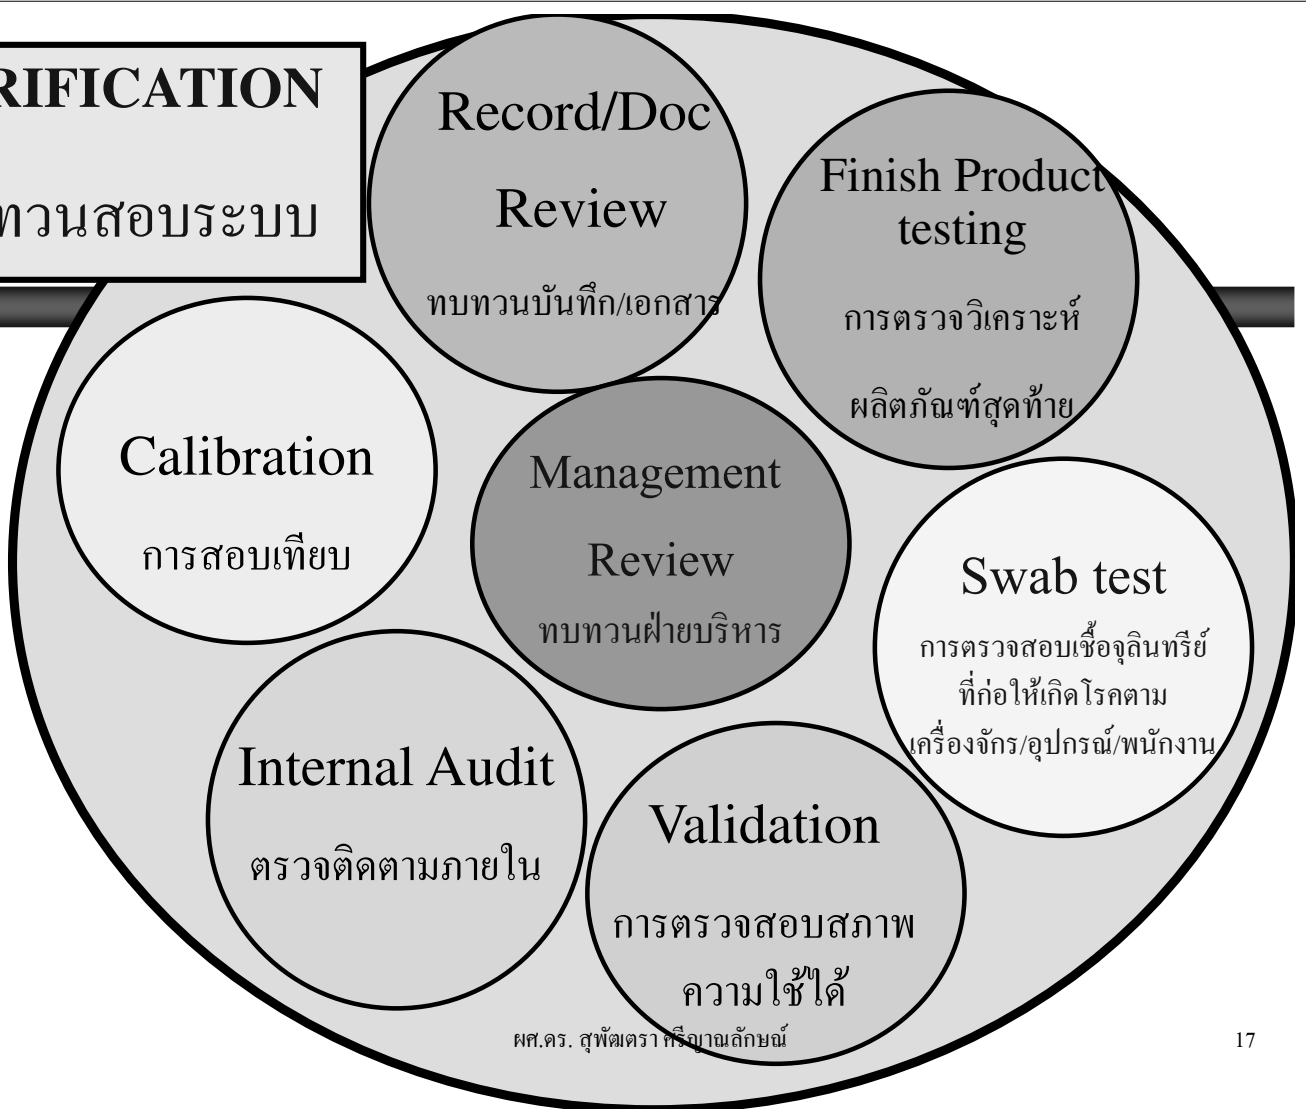 RIFICATION
ทวนสอบระบบ
Record/Doc
Review
ทบทวนบันทึก/เอกสาร
Finish Product
testing
การตรวจวิเคราะห์
ผลิตภัณฑ์สุดท้าย
Calibration
การสอบเทียบ
Management
Review
ทบทวนฝ่ายบริหาร
Swab test
การตรวจสอบเชื้อจุลินทรีย์
ที่ก่อให้เกิดโรคตาม
เครื่องจักร/อุปกรณ์/พนักงาน
Internal Audit
ตรวจติดตามภายใน
Validation
การตรวจสอบสภาพ
ความใช้ได้
ผศ.ดร. สุพัฒตรา ศรีญาณลักษณ์
17